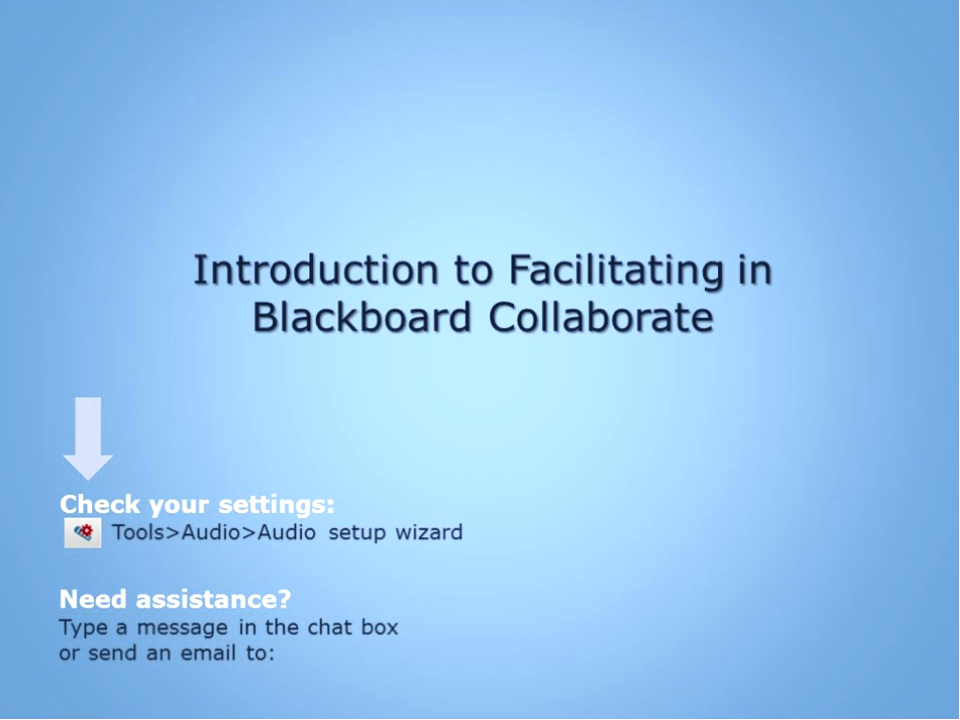 Introduction to Facilitating in
Blackboard Collaborate
Check your settings:
Tools>Audio>Audio setup wizard
Need assistance?
Type a message in the chat box
or send an email to: